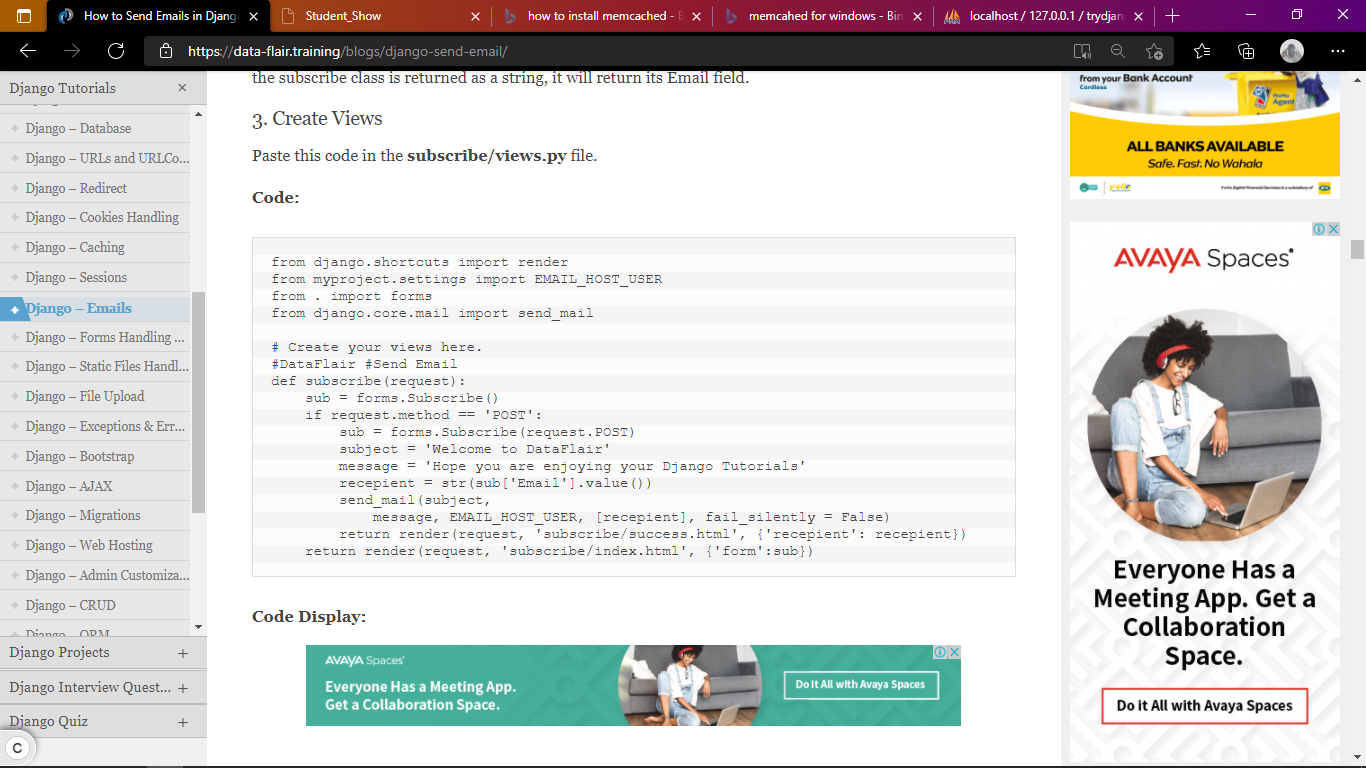 How to Send Emails in Djang
Student_Show
how to install memcached -
memcahed for windows - Bin
localhost / 127.0.0.1 / trydjan
https://data-flair.training/blogs/django-send-email/
Django Tutorials
Django – Database
Django – URLs and URLCo...
Django – Redirect
Django – Cookies Handling
Django – Caching
Django – Sessions
Django – Emails
Django – Forms Handling ...
Django – Static Files Handl...
Django – File Upload
Django – Exceptions & Err...
Django – Bootstrap
Django – AJAX
Django – Migrations
Django – Web Hosting
Django – Admin Customiza...
Django – CRUD
Django – ORM
Django Projects
Django Interview Quest...
Django Quiz
C
the subscribe class is returned as a string, it will return its Email field.
3. Create Views
Paste this code in the subscribe/views.py file.
Code:
from django.shortcuts import render
from myproject.settings import EMAIL_HOST_USER
from . import forms
from django.core.mail import send_mail
# Create your views here.
#DataFlair #Send Email
def subscribe(request):
    sub = forms.Subscribe()
    if request.method == 'POST':
        sub = forms.Subscribe(request.POST)
        subject = 'Welcome to DataFlair'
        message = 'Hope you are enjoying your Django Tutorials'
        recepient = str(sub['Email'].value())
        send_mail(subject,
            message, EMAIL_HOST_USER, [recepient], fail_silently = False)
        return render(request, 'subscribe/success.html', {'recepient': recepient})
    return render(request, 'subscribe/index.html', {'form':sub})
Code Display:
AVAYA Spaces
Everyone Has a Meeting App.
Get a Collaboration Space.
Do it All with Avaya Spaces
from your Bank Account
Cordless
MoMo
Agent
ALL BANKS AVAILABLE
Safe. Fast. No Wahala
Y'ello Digital Financial Services is a subsidiary of
AVAYA Spaces
Everyone Has a
Meeting App. Get a
Collaboration
Space.
Do it All with Avaya Spaces